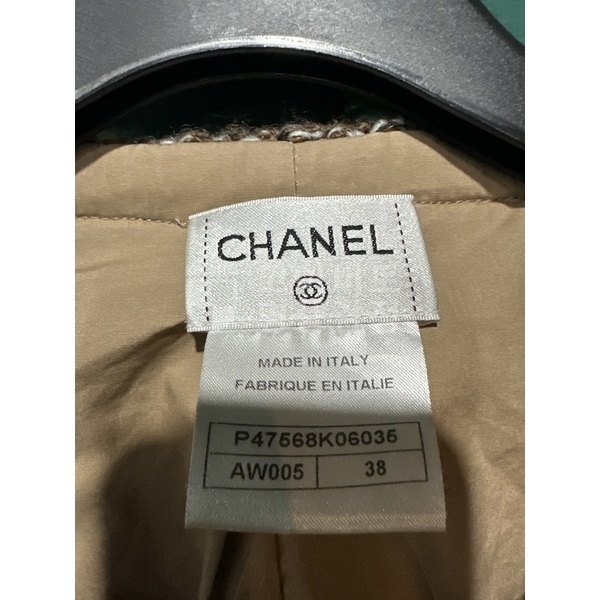 CHANEL
MADE IN ITALY
FABRIQUE EN ITALIE
P47568K06035
AW005 38